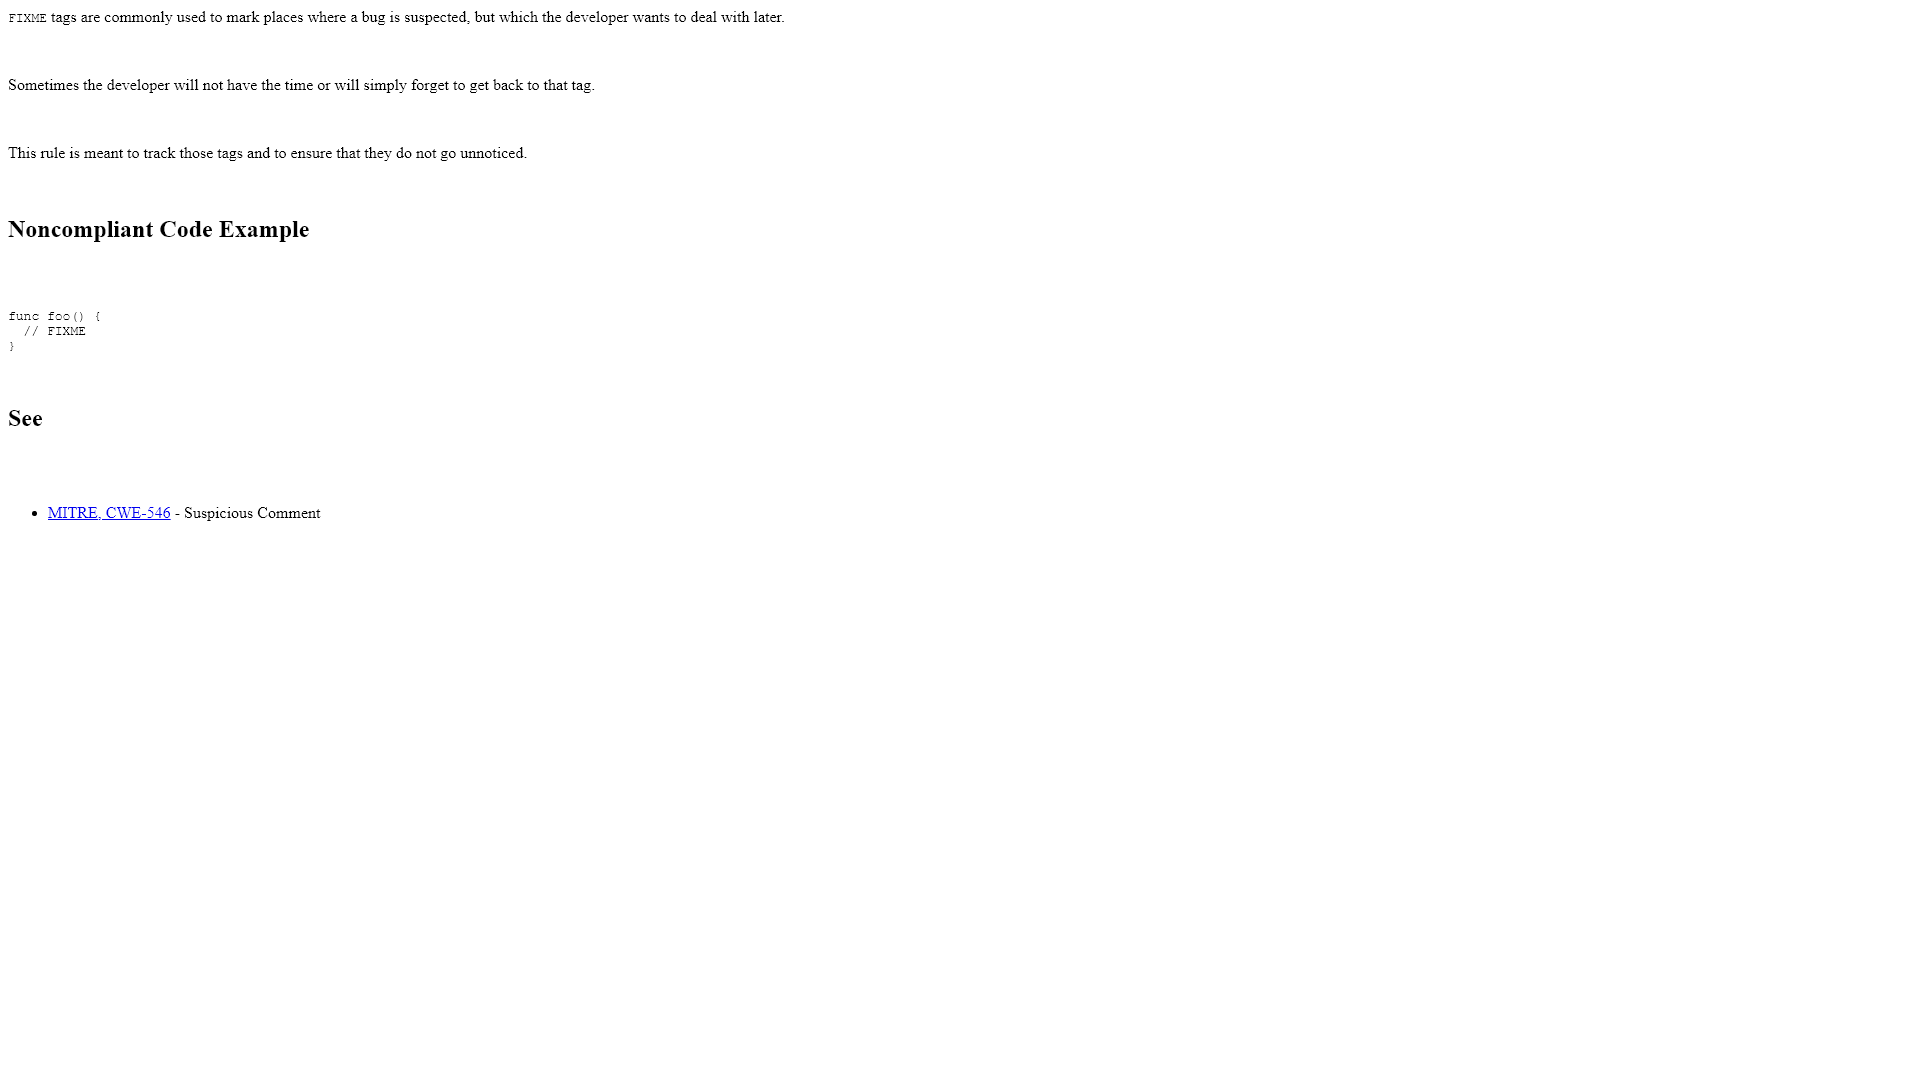 FIXME tags are commonly used to mark places where a bug is suspected, but which the developer wants to deal with later.
Sometimes the developer will not have the time or will simply forget to get back to that tag.
This rule is meant to track those tags and to ensure that they do not go unnoticed.
Noncompliant Code Example
func foo() {
  // FIXME
}
See
• MITRE, CWE-546 - Suspicious Comment